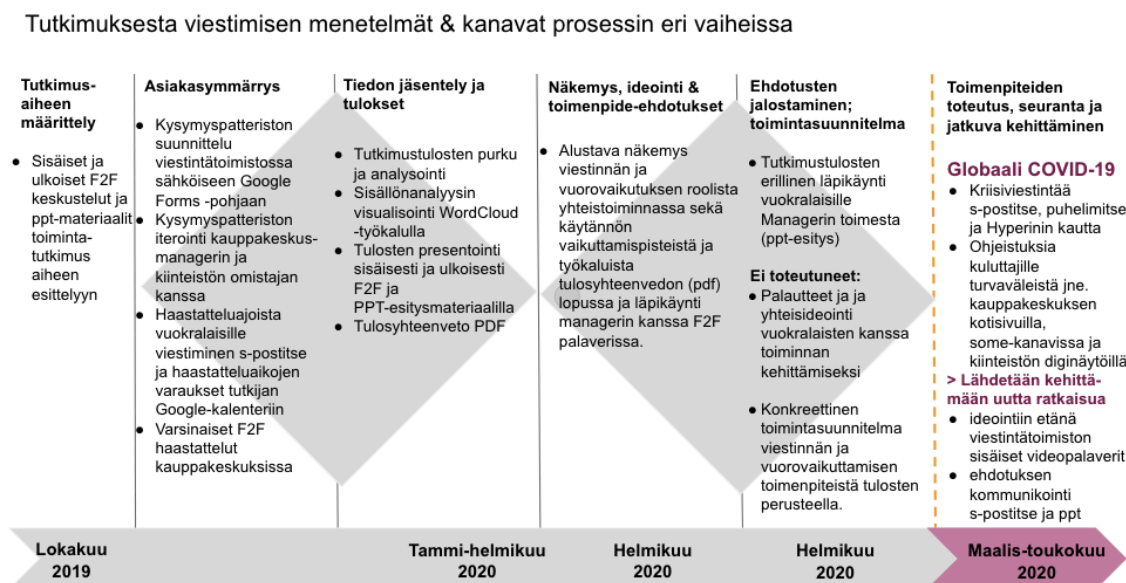 Tutkimuksesta viestimisen menetelmät & kanavat prosessin eri vaiheissa
Tutkimus-
aiheen
määrittely
● Sisäiset ja
ulkoiset F2F
keskustelut ja
ppt-materiaalit
toiminta-
tutkimus
aiheen
esittelyyn
Asiakasymmärrys
● Kysymyspatteriston
suunnittelu
viestintätoimistossa
sähköiseen Google
Forms -pohjaan
● Kysymyspatteriston
iterointi kauppakeskus-
managerin ja
kiinteistön omistajan
kanssa
● Haastatteluajoista
vuokralaisille
viestiminen s-postitse
ja haastatteluaikojen
varaukset tutkijan
Google-kalenteriin
● Varsinaiset F2F
haastattelut
kauppakeskuksissa
Tiedon jäsentely ja
tulokset
● Tutkimustulosten purku
ja analysointi
● Sisällönanalyysin
visualisointi WordCloud
-työkalulla
● Tulosten presentointi
sisäisesti ja ulkoisesti
F2F ja
PPT-esitysmateriaalilla
● Tulosyhteenveto PDF
Näkemys, ideointi &
toimenpide-ehdotukset
● Alustava näkemys
viestinnän ja
vuorovaikutuksen roolista
yhteistoiminnassa sekä
käytännön
vaikuttamispisteistä ja
työkaluista
tulosyhteenvedon (pdf)
lopussa ja läpikäynti
managerin kanssa F2F
palaverissa.
Ehdotusten
jalostaminen;
toimintasuunnitelma
● Tutkimustulosten
erillinen läpikäynti
vuokralaisille
Managerin toimesta
(ppt-esitys)
Ei toteutuneet:
● Palautteet ja ja
yhteisideointi
vuokralaisten kanssa
toiminnan
kehittämiseksi
● Konkreettinen
toimintasuunnitelma
viestinnän ja
vuorovaikuttamisen
toimenpiteistä tulosten
perusteella.
Toimenpiteiden
toteutus, seuranta ja
jatkuva kehittäminen
Globaali COVID-19
● Kriisiviestintää
s-postitse, puhelimitse
ja Hyperinin kautta
● Ohjeistuksia
kuluttajille
turvaväleistä jne.
kauppakeskuksen
kotisivuilla,
some-kanavissa ja
kiinteistön diginäytöillä
> Lähdetään kehittä-
mään uutta ratkaisua
● ideointiin etänä
viestintätoimiston
sisäiset videopalaverit
● ehdotuksen
kommunikointi
s-postitse ja ppt
Lokakuu
2019
Tammi-helmikuu
2020
Helmikuu
2020
Helmikuu
2020
Maalis-toukokuu
2020